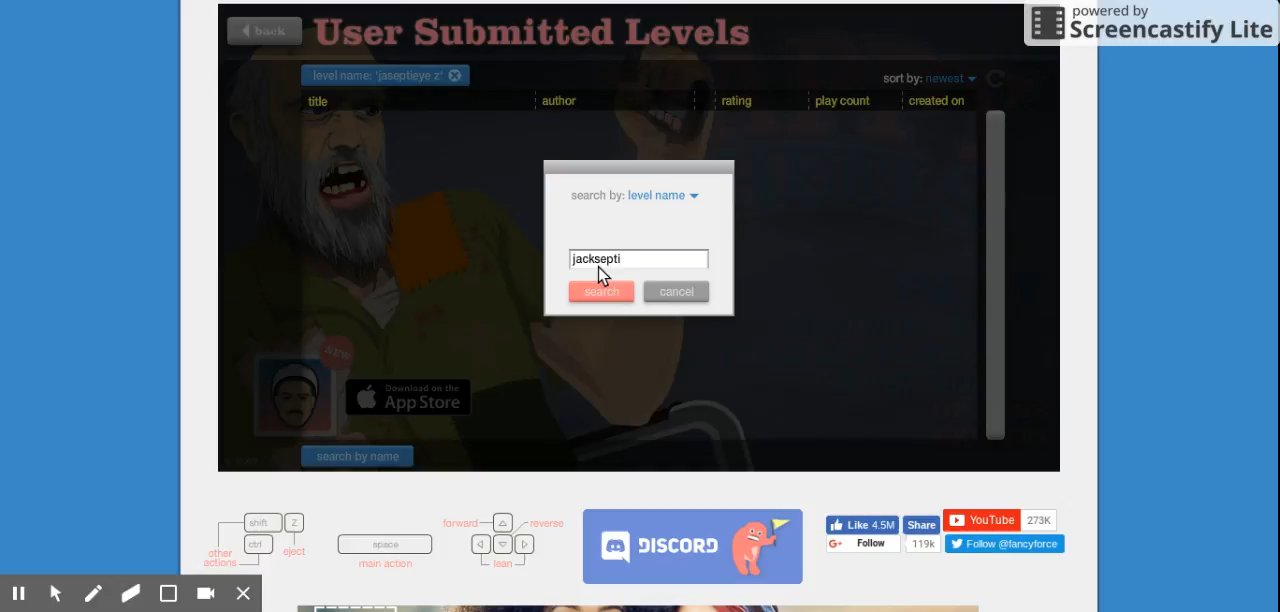 powered by
Screencastify Lite
back
User Submitted Levels
level name: 'jaseptieye z'
sort by: newest
title author rating play count created on
search by: level name
jacksepti
search cancel
NEW
Download on the
App Store
search by name
shift Z
ctrl
other
actions
eject
space
main action
forward reverse
lean
DISCORD
Like 4.5M Share YouTube 273K
G+ Follow 119k Follow @fancyforce